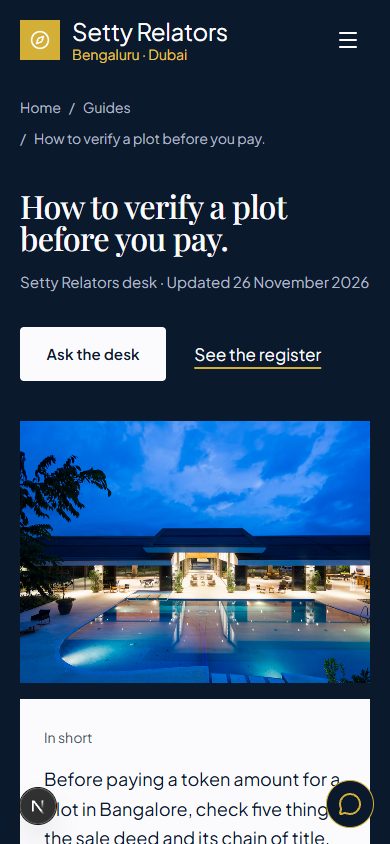 Setty Relators
Bengaluru · Dubai
Home / Guides
/ How to verify a plot before you pay.
How to verify a plot
before you pay.
Setty Relators desk · Updated 26 November 2026
Ask the desk
See the register
In short
Before paying a token amount for a
plot in Bangalore, check five things
N
the sale deed and its chain of title,